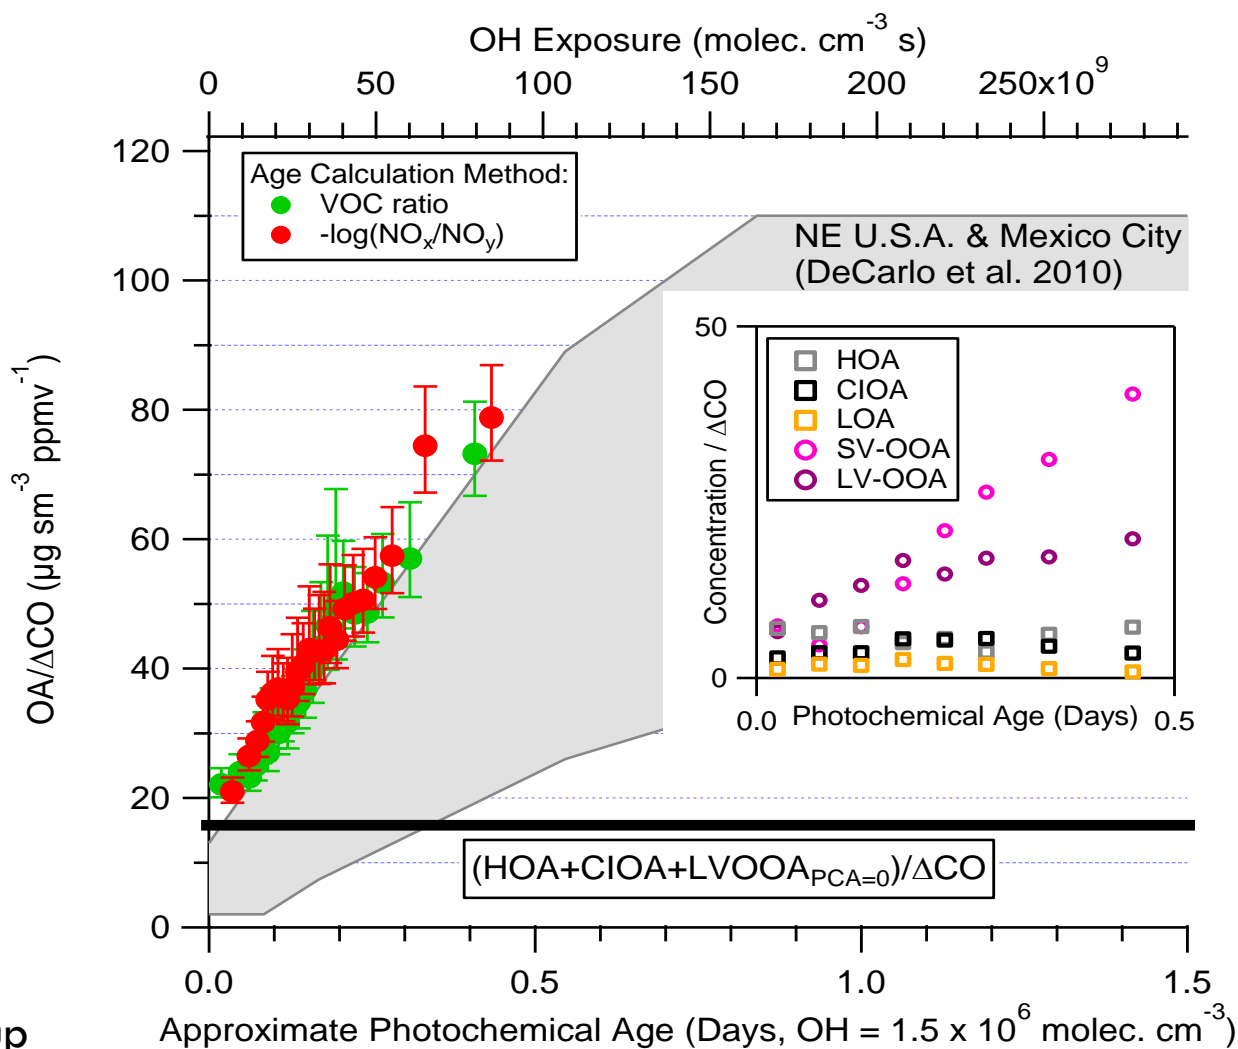 OH Exposure (molec. cm⁻³ s)
0 50 100 150 200 250x10⁹
120
100
80
60
40
20
0
OA/ΔCO (µg sm⁻³ ppmv⁻¹)
Age Calculation Method:
VOC ratio
-log(NOₓ/NOᵧ)
NE U.S.A. & Mexico City
(DeCarlo et al. 2010)
50
0
Concentration / ΔCO
HOA
CIOA
LOA
SV-OOA
LV-OOA
0.0 Photochemical Age (Days) 0.5
(HOA+CIOA+LVOOA_PCA=0)/ΔCO
0.0 0.5 1.0 1.5
Approximate Photochemical Age (Days, OH = 1.5 x 10⁶ molec. cm⁻³)